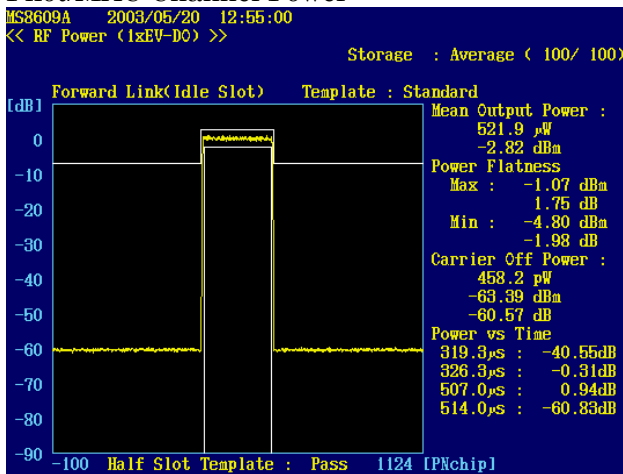 Pilot/MAC Channel Power
MS8609A 2003/05/20 12:55:00
<< RF Power (1xEV-DO) >>
Storage : Average ( 100/ 100)
Forward Link(Idle Slot) Template : Standard
[dB]
0
-10
-20
-30
-40
-50
-60
-70
-80
-90
-100 Half Slot Template : Pass 1124 [PNchip]
Mean Output Power :
521.9 μW
-2.82 dBm
Power Flatness
Max : -1.07 dBm
1.75 dB
Min : -4.80 dBm
-1.98 dB
Carrier Off Power :
458.2 pW
-63.39 dBm
-60.57 dB
Power vs Time
319.3μs : -40.55dB
326.3μs : -0.31dB
507.0μs : 0.94dB
514.0μs : -60.83dB